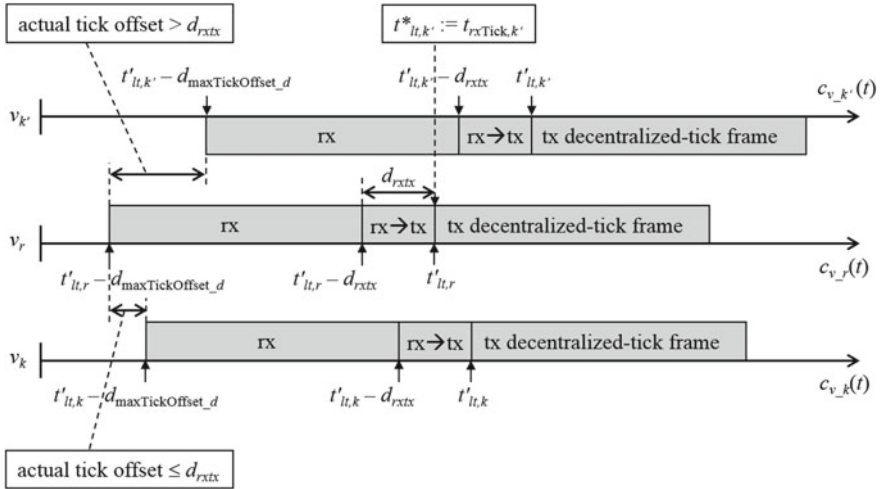 actual tick offset > d_rxtx
t*_lt,k′ := t_rxTick,k′
t′_lt,k′ – d_maxTickOffset_d
t′_lt,k′ – d_rxtx
t′_lt,k′
c_v_k′(t)
v_k′
rx
rx→tx
tx decentralized-tick frame
d_rxtx
v_r
rx
rx→tx
tx decentralized-tick frame
c_v_r(t)
t′_lt,r – d_maxTickOffset_d
t′_lt,r – d_rxtx
t′_lt,r
v_k
rx
rx→tx
tx decentralized-tick frame
c_v_k(t)
t′_lt,k – d_maxTickOffset_d
t′_lt,k – d_rxtx
t′_lt,k
actual tick offset ≤ d_rxtx